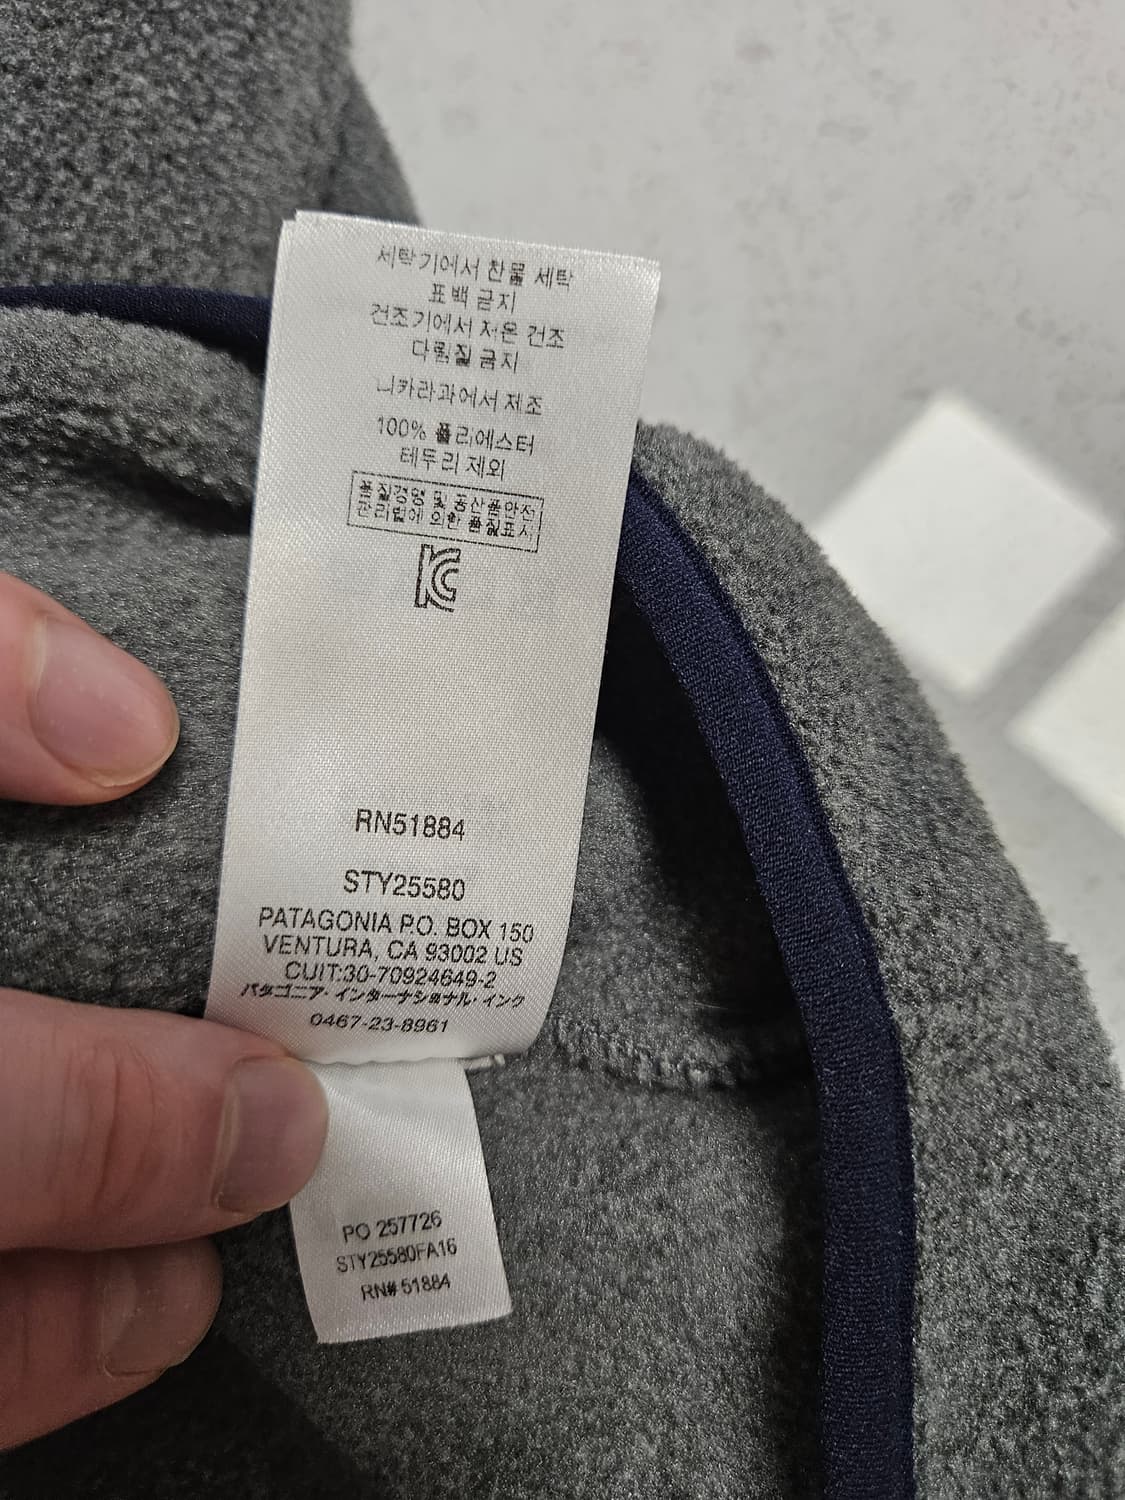 세탁기에서 찬물 세탁
표백 금지
건조기에서 저온 건조
다림질 금지
니카라과에서 제조
100% 폴리에스터
테두리 제외
품질경영 및 공산품안전
관리법에 의한 품질표시
KC
RN51884
STY25580
PATAGONIA P.O. BOX 150
VENTURA, CA 93002 US
CUIT:30-70924649-2
パタゴニア・インターナショナル・インク
0467-23-8961
PO 257726
STY25580FA16
RN# 51884